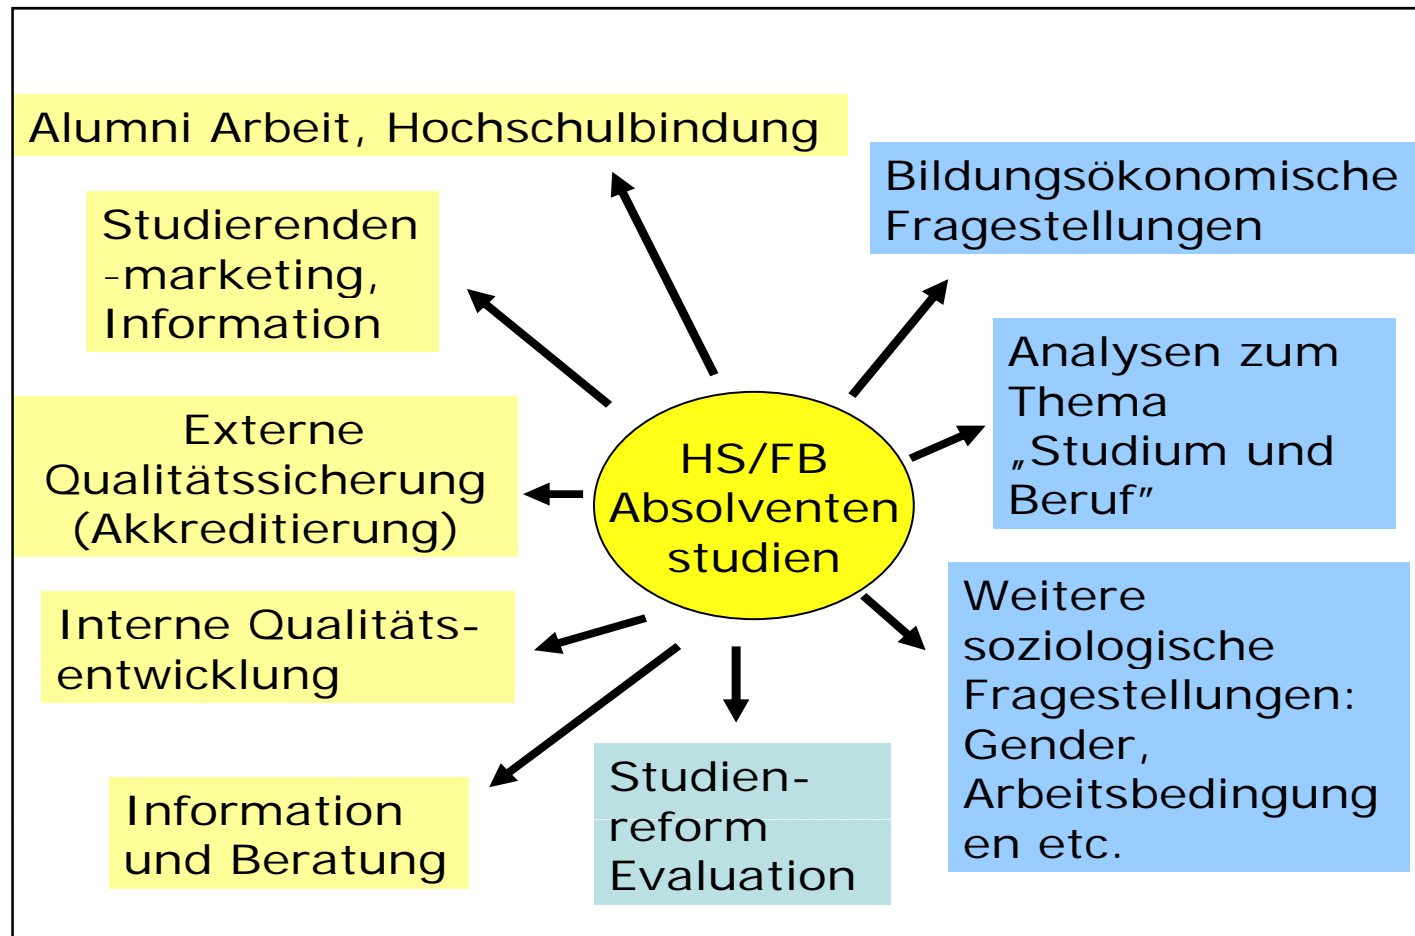 Alumni Arbeit, Hochschulbindung
Studierenden
-marketing,
Information
Externe
Qualitätssicherung
(Akkreditierung)
Interne Qualitäts-
entwicklung
Information
und Beratung
HS/FB
Absolventen
studien
Studien-
reform
Evaluation
Bildungsökonomische
Fragestellungen
Analysen zum
Thema
„Studium und
Beruf”
Weitere
soziologische
Fragestellungen:
Gender,
Arbeitsbedingung
en etc.